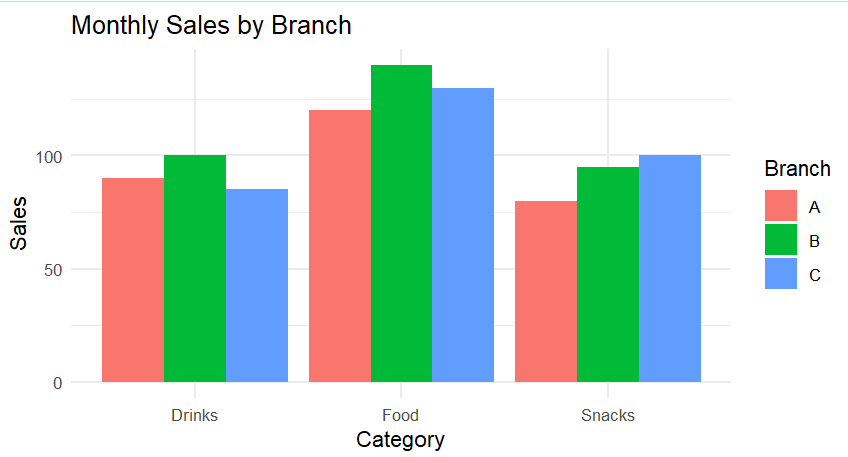 Monthly Sales by Branch
Sales
100
50
0
Drinks
Food
Snacks
Category
Branch
A
B
C